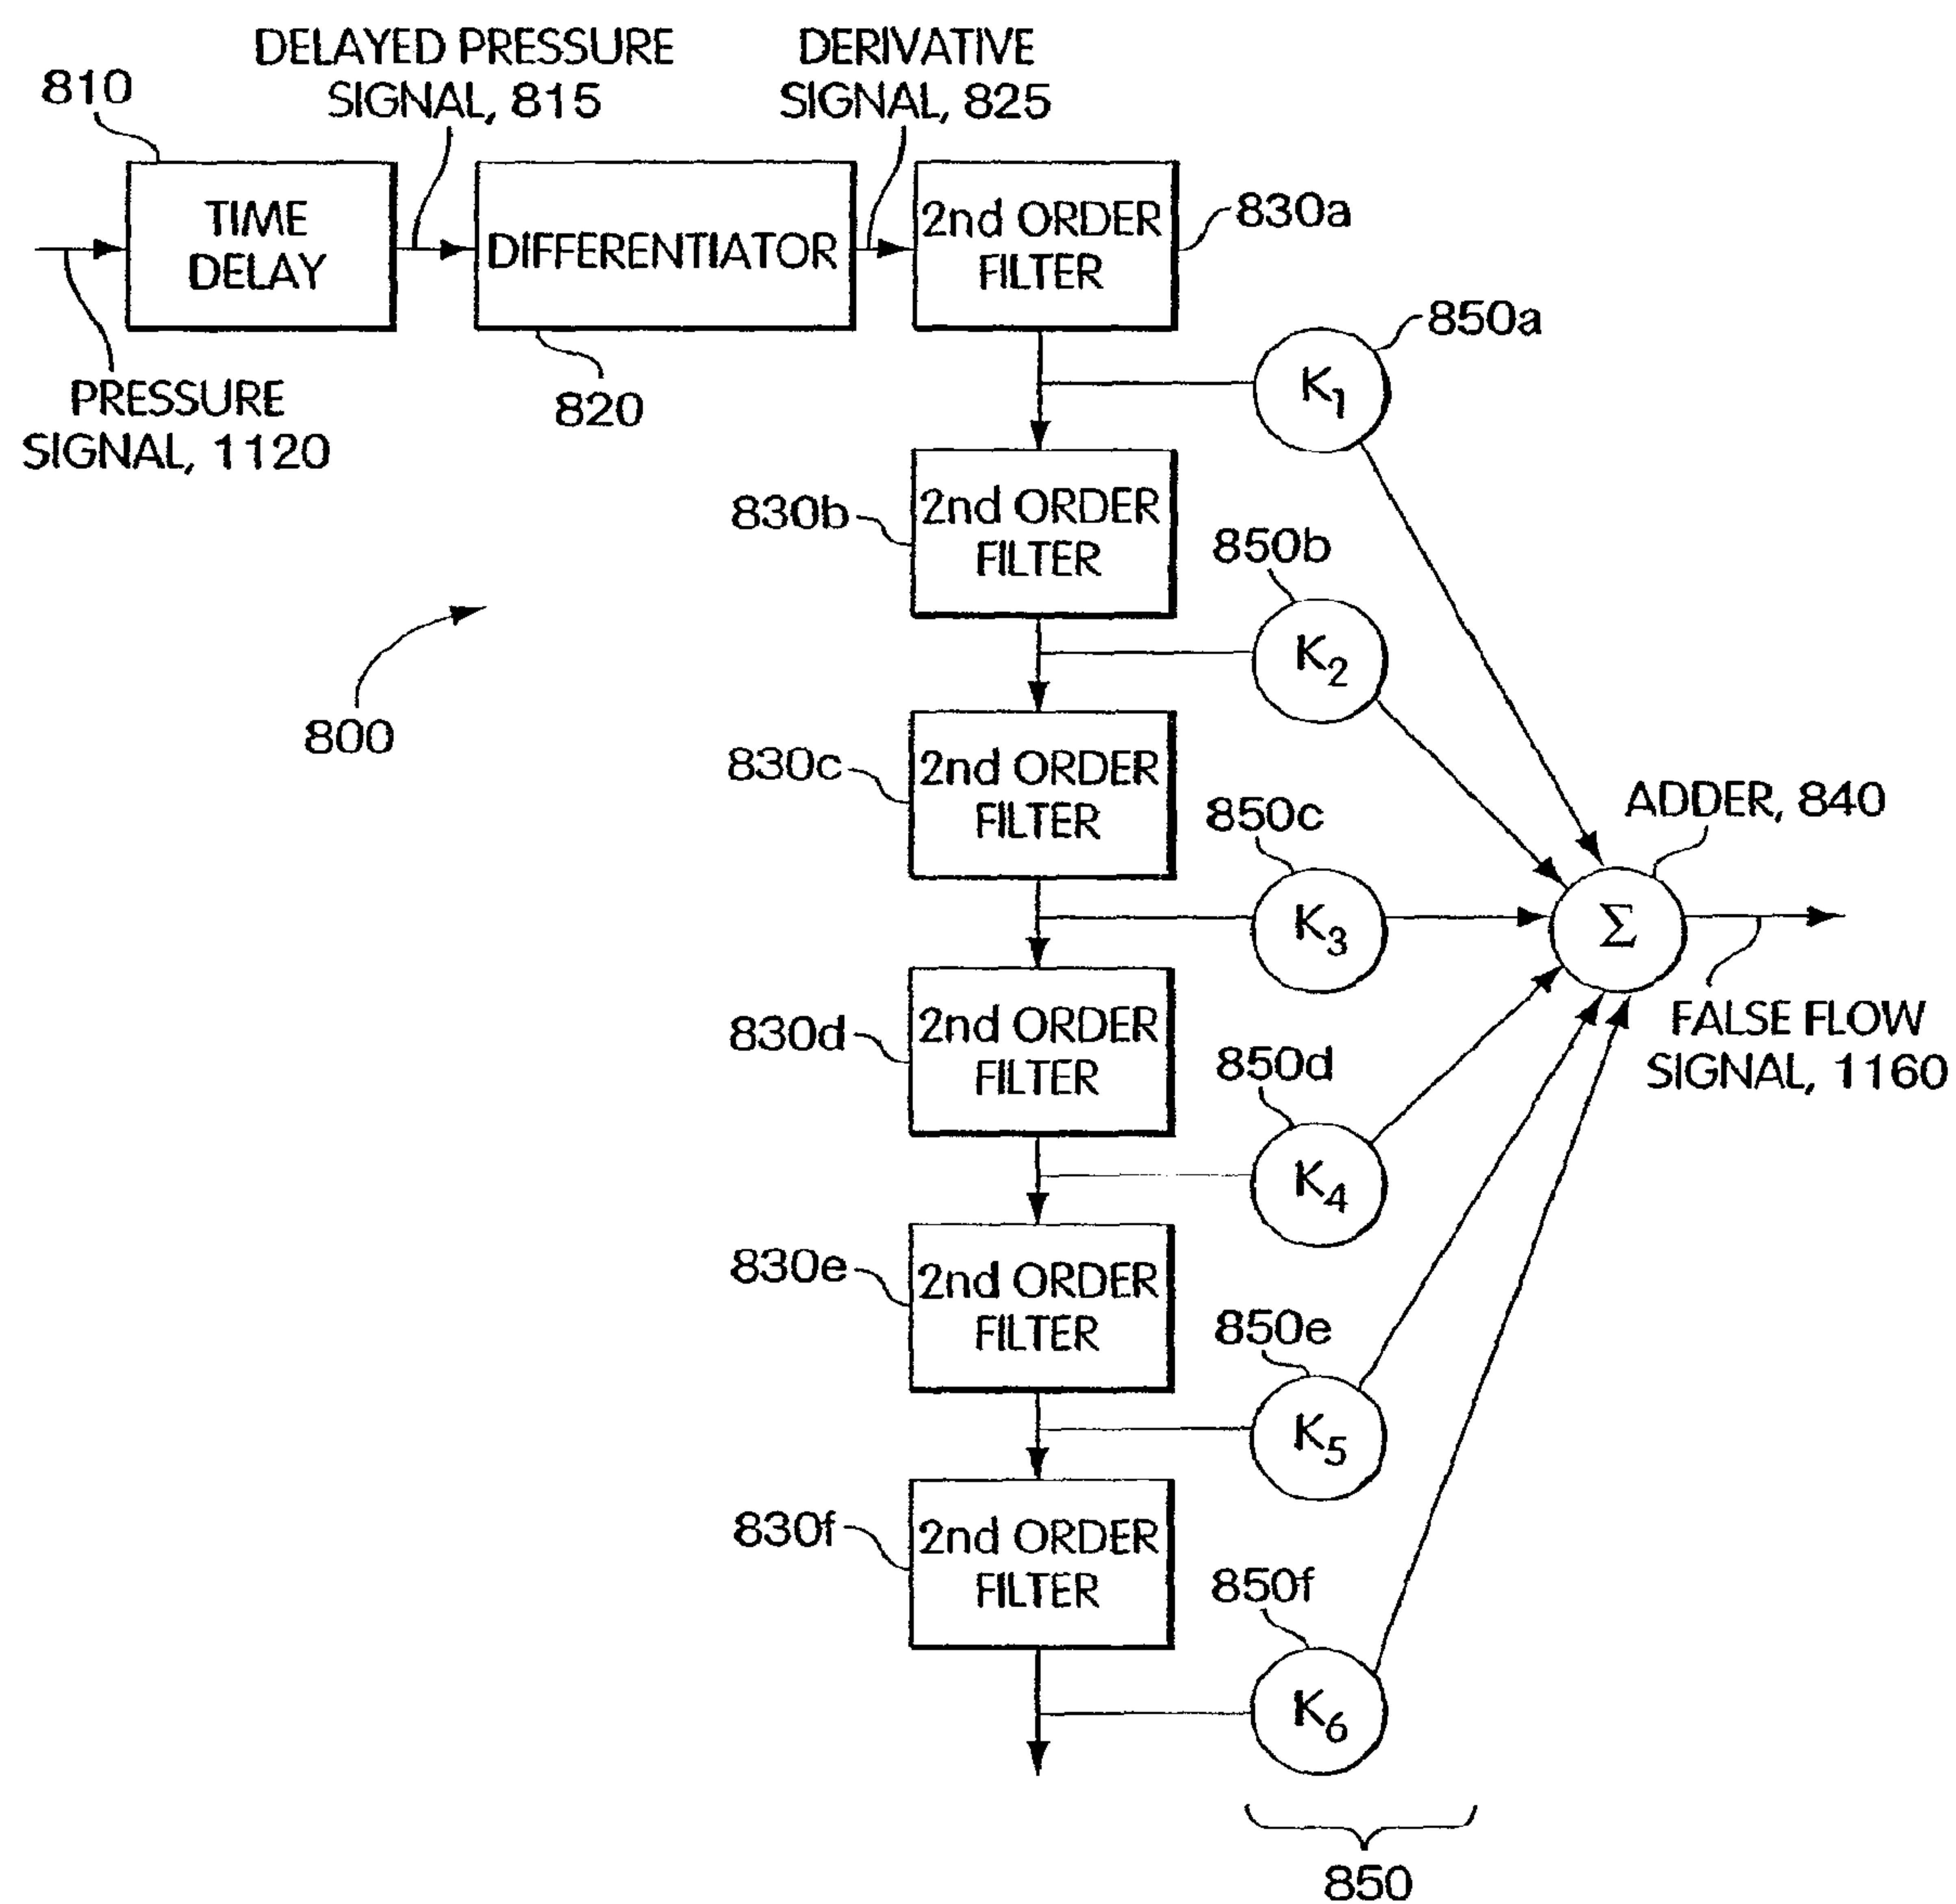 DELAYED PRESSURE
SIGNAL, 815
DERIVATIVE
SIGNAL, 825
810
TIME
DELAY
DIFFERENTIATOR
2nd ORDER
FILTER
830a
PRESSURE
SIGNAL, 1120
820
850a
K1
830b
2nd ORDER
FILTER
850b
K2
800
830c
2nd ORDER
FILTER
850c
K3
ADDER, 840
Σ
FALSE FLOW
SIGNAL, 1160
830d
2nd ORDER
FILTER
850d
K4
830e
2nd ORDER
FILTER
850e
K5
830f
2nd ORDER
FILTER
850f
K6
850